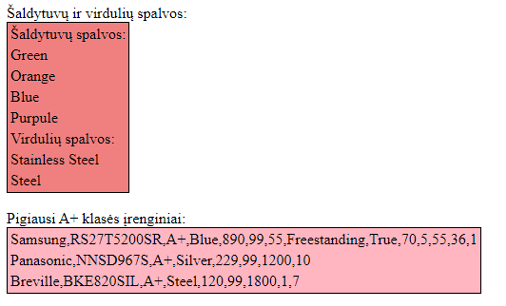 Šaldytuvų ir virdulių spalvos:
Šaldytuvų spalvos:
Green
Orange
Blue
Purpule
Virdulių spalvos:
Stainless Steel
Steel
Pigiausi A+ klasės įrenginiai:
Samsung,RS27T5200SR,A+,Blue,890,99,55,Freestanding,True,70,5,55,36,1
Panasonic,NNSD967S,A+,Silver,229,99,1200,10
Breville,BKE820SIL,A+,Steel,120,99,1800,1,7